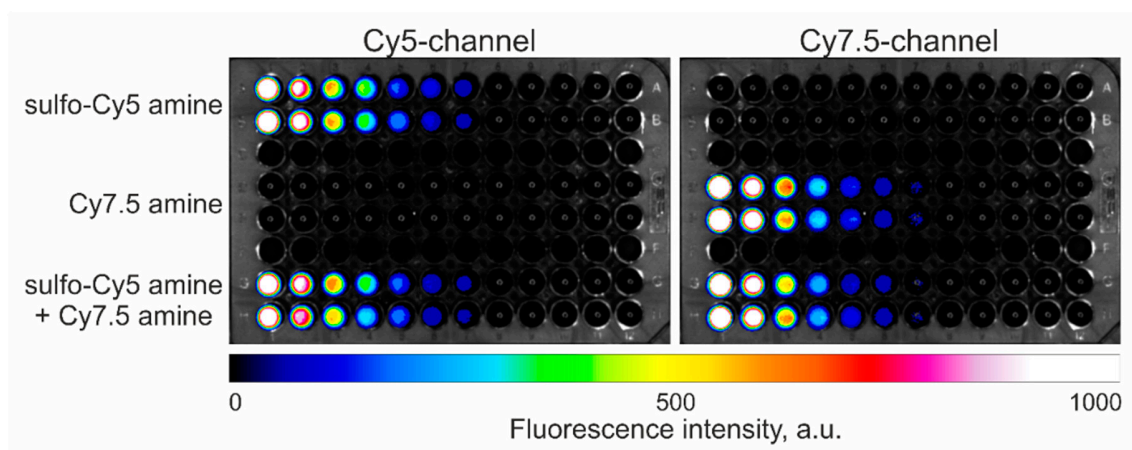 Cy5-channel
Cy7.5-channel
sulfo-Cy5 amine
Cy7.5 amine
sulfo-Cy5 amine
+ Cy7.5 amine
A
B
F
G
A
B
F
G
0
500
1000
Fluorescence intensity, a.u.